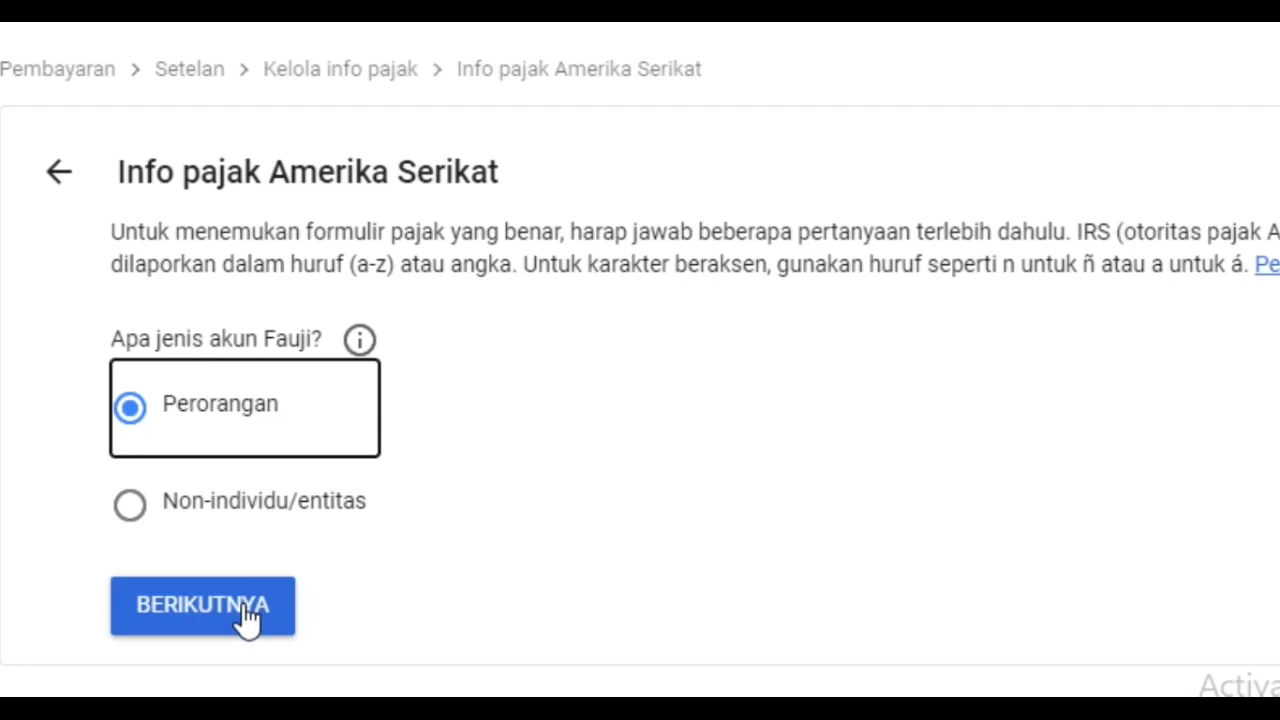 Pembayaran > Setelan > Kelola info pajak > Info pajak Amerika Serikat
Info pajak Amerika Serikat
Untuk menemukan formulir pajak yang benar, harap jawab beberapa pertanyaan terlebih dahulu. IRS (otoritas pajak A
dilaporkan dalam huruf (a-z) atau angka. Untuk karakter beraksen, gunakan huruf seperti n untuk ñ atau a untuk á. Pe
Apa jenis akun Fauji?
Perorangan
Non-individu/entitas
BERIKUTNYA
Activa